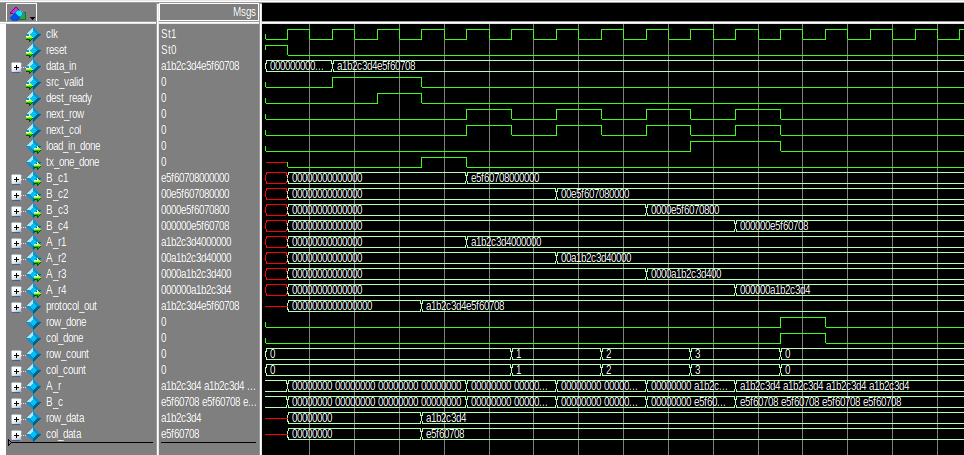 Msgs
clk St1
reset St0
data_in a1b2c3d4e5f60708 000000000... a1b2c3d4e5f60708
src_valid 0
dest_ready 0
next_row 0
next_col 0
load_in_done 0
tx_one_done 0
B_c1 e5f60708000000 00000000000000 e5f60708000000
B_c2 00e5f607080000 00000000000000 00e5f607080000
B_c3 0000e5f6070800 00000000000000 0000e5f6070800
B_c4 000000e5f60708 00000000000000 000000e5f60708
A_r1 a1b2c3d4000000 00000000000000 a1b2c3d4000000
A_r2 00a1b2c3d40000 00000000000000 00a1b2c3d40000
A_r3 0000a1b2c3d400 00000000000000 0000a1b2c3d400
A_r4 000000a1b2c3d4 00000000000000 000000a1b2c3d4
protocol_out a1b2c3d4e5f60708 0000000000000000 a1b2c3d4e5f60708
row_done 0
col_done 0
row_count 0 0 1 2 3 0
col_count 0 0 1 2 3 0
A_r a1b2c3d4 a1b2c3d4 ... 00000000 00000000 00000000 00000000 00000000 00000... 00000000 00000... 00000000 a1b2c... a1b2c3d4 a1b2c3d4 a1b2c3d4 a1b2c3d4
B_c e5f60708 e5f60708 e... 00000000 00000000 00000000 00000000 00000000 00000... 00000000 00000... 00000000 e5f60... e5f60708 e5f60708 e5f60708 e5f60708
row_data a1b2c3d4 00000000 a1b2c3d4
col_data e5f60708 00000000 e5f60708